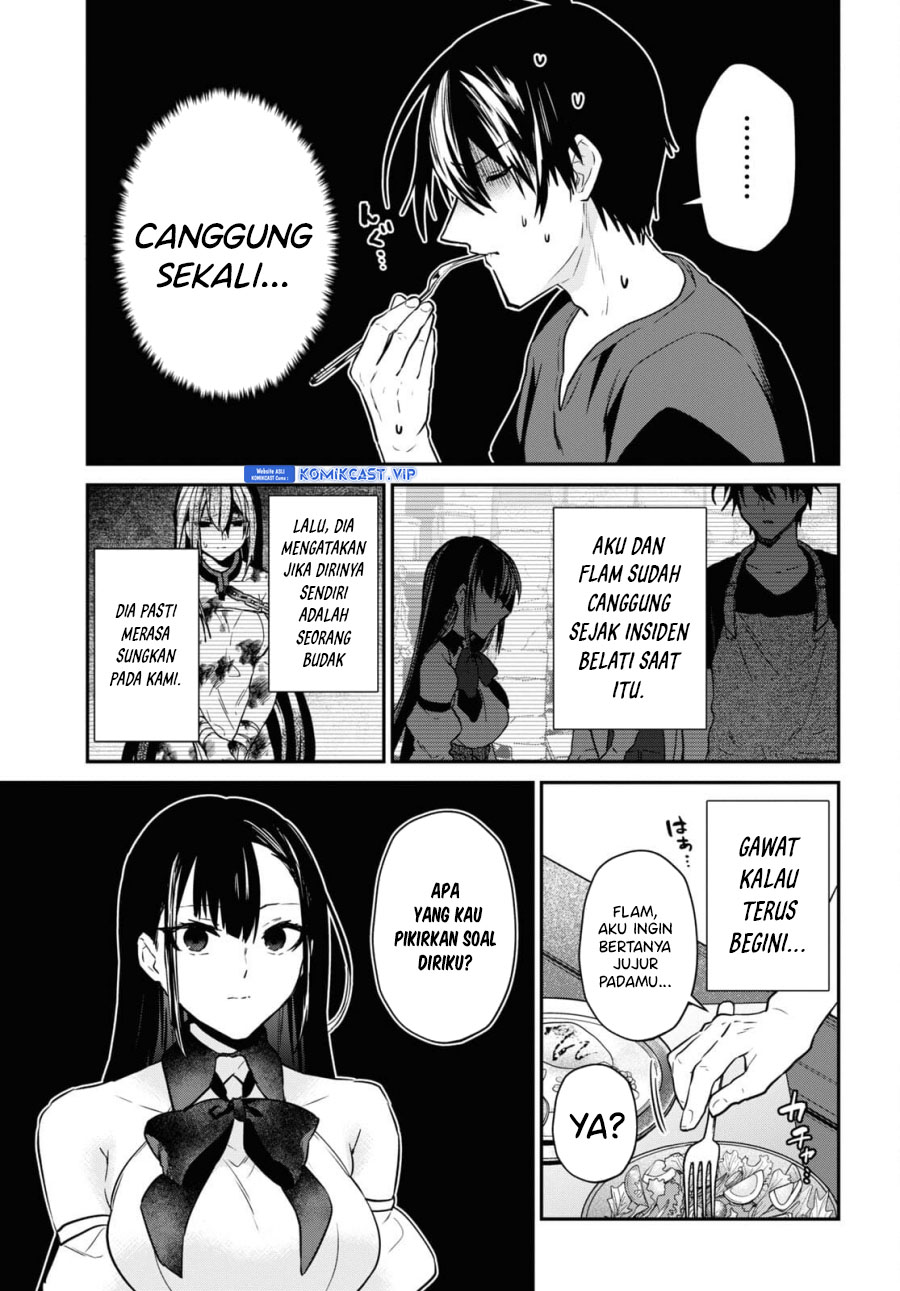 ………
んぐ…
CANGGUNG
SEKALI...
Website ASLI
KOMIKCAST Cuma :
KOMIKCAST.VIP
AKU DAN
FLAM SUDAH
CANGGUNG
SEJAK INSIDEN
BELATI SAAT
ITU.
LALU, DIA
MENGATAKAN
JIKA DIRINYA
SENDIRI
ADALAH
SEORANG
BUDAK
DIA PASTI
MERASA
SUNGKAN
PADA KAMI.
GAWAT
KALAU
TERUS
BEGINI...
はぁ…
FLAM,
AKU INGIN
BERTANYA
JUJUR
PADAMU...
YA?
カチャ…
APA
YANG KAU
PIKIRKAN SOAL
DIRIKU?